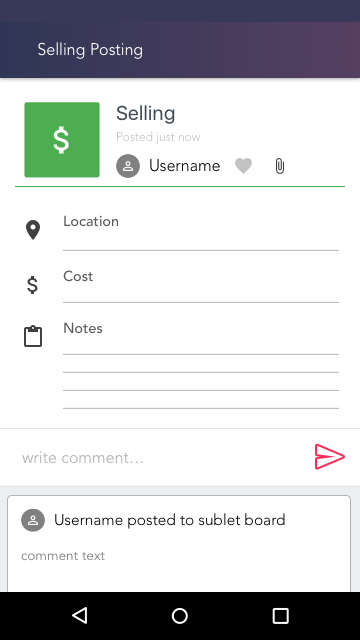 Selling Posting
$
Selling
Posted just now
Username
Location
$ Cost
Notes
write comment...
Username posted to sublet board
comment text